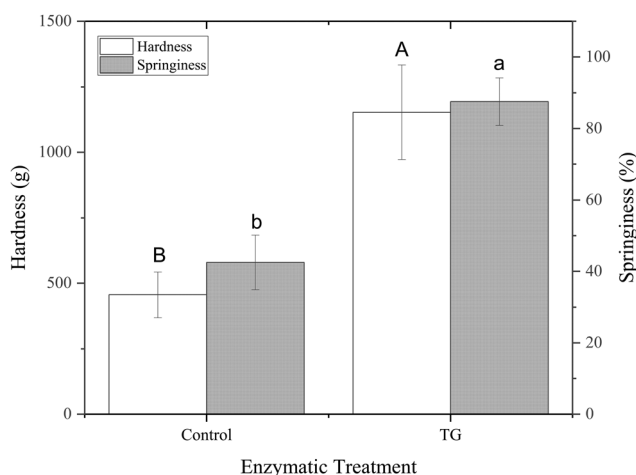 1500
1000
500
0
Hardness (g)
Hardness
Springiness
B
b
A
a
100
80
60
40
20
0
Springiness (%)
Control
TG
Enzymatic Treatment